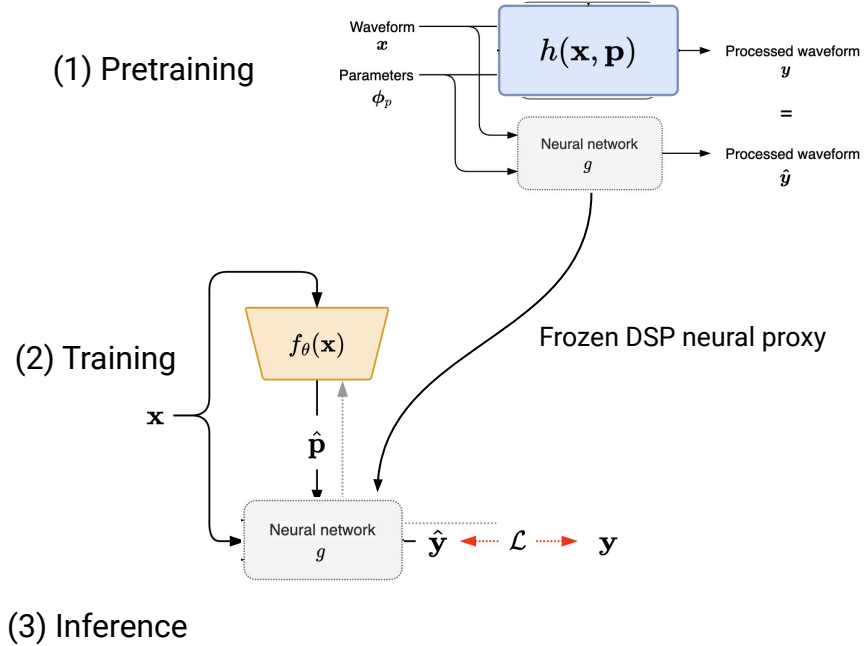 (1) Pretraining
Waveform
x
Parameters
ϕₚ
h(x, p)
Processed waveform
y
=
Neural network
g
Processed waveform
ŷ
Frozen DSP neural proxy
(2) Training
f_θ(x)
x
p̂
Neural network
g
ŷ ℒ y
(3) Inference